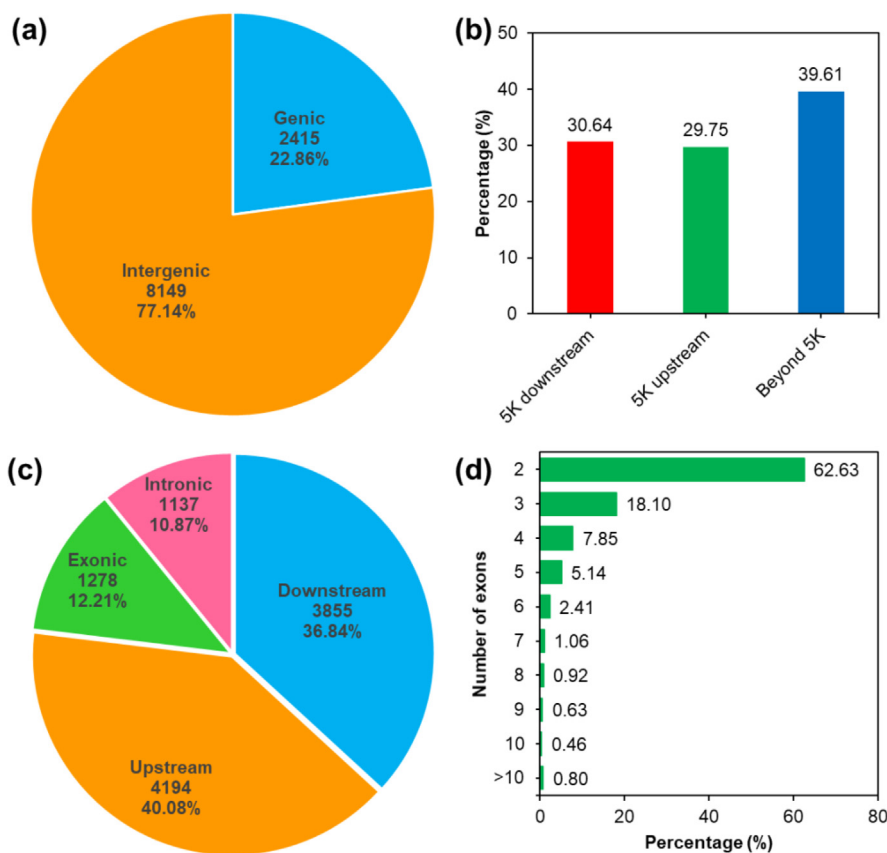 (a)
Genic
2415
22.86%
Intergenic
8149
77.14%
(b)
Percentage (%)
50
40
30
20
10
0
30.64
29.75
39.61
5K downstream
5K upstream
Beyond 5K
(c)
Intronic
1137
10.87%
Exonic
1278
12.21%
Downstream
3855
36.84%
Upstream
4194
40.08%
(d)
Number of exons
2
62.63
3
18.10
4
7.85
5
5.14
6
2.41
7
1.06
8
0.92
9
0.63
10
0.46
>10
0.80
0
20
40
60
80
Percentage (%)